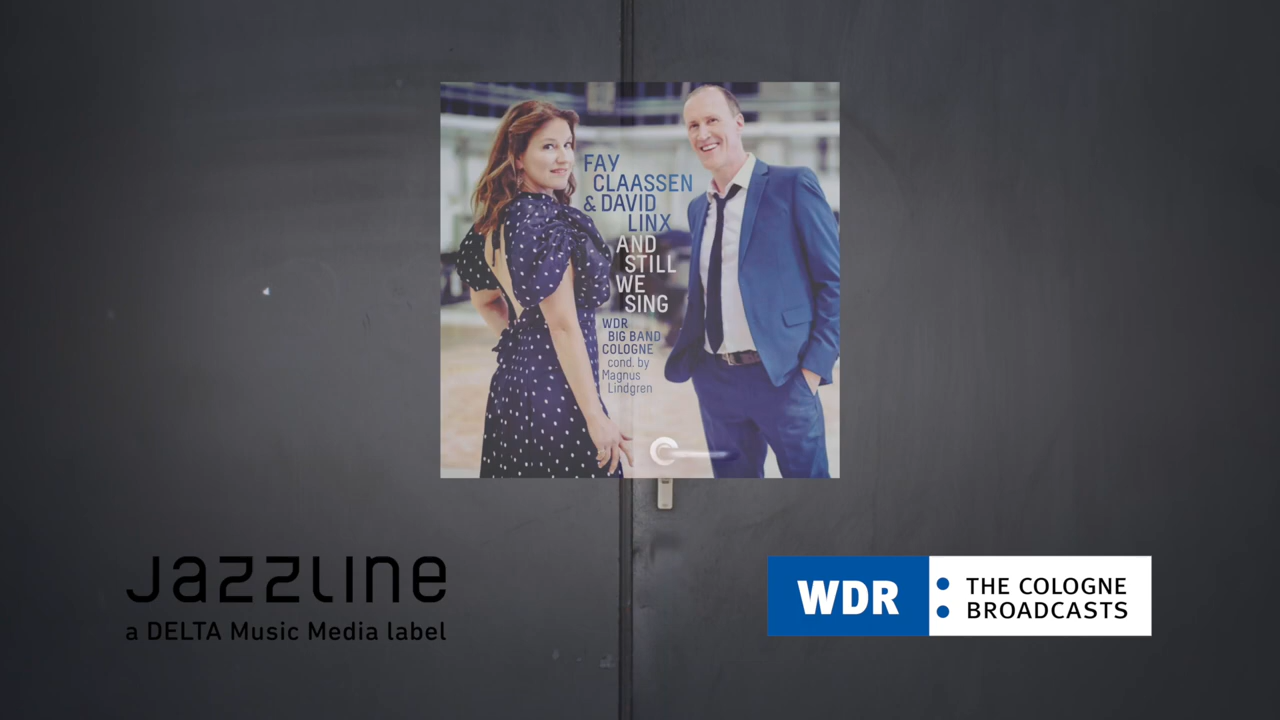 FAY
CLAASSEN
& DAVID
LINX
AND
STILL
WE
SING
WDR
BIG BAND
COLOGNE
cond. by
Magnus
Lindgren
Jazzline
a DELTA Music Media label
WDR
THE COLOGNE
BROADCASTS